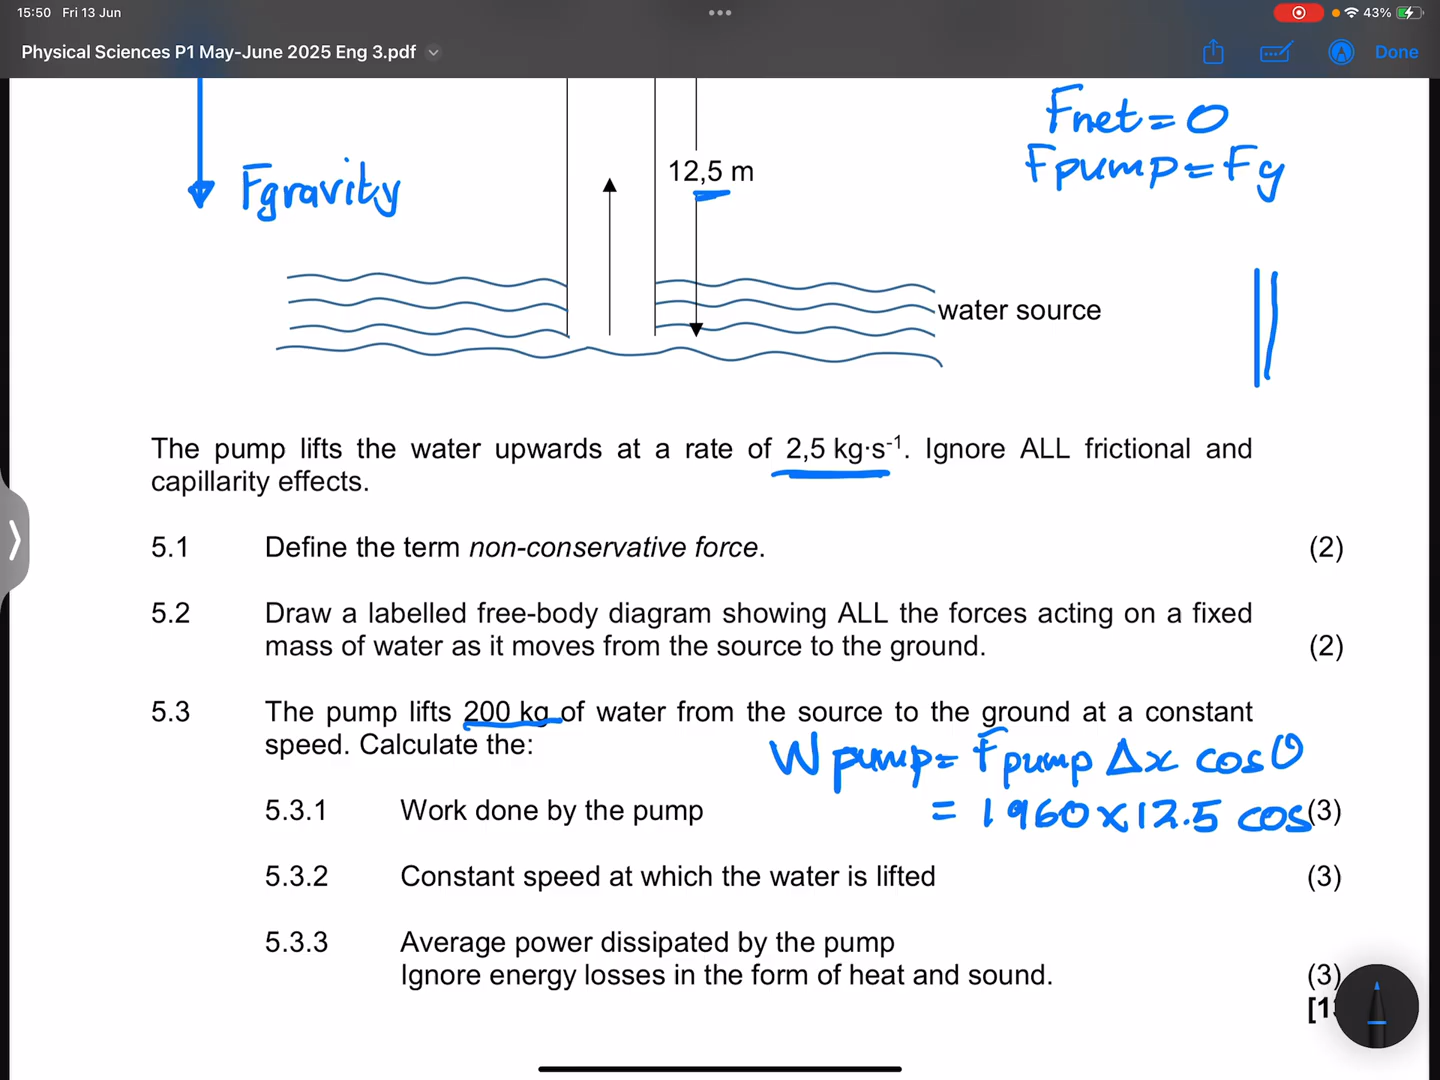 15:50 Fri 13 Jun
43%
Physical Sciences P1 May-June 2025 Eng 3.pdf
Done
Fnet = 0
Fpump = Fg
12,5 m
Fgravity
water source
The pump lifts the water upwards at a rate of 2,5 kg·s⁻¹. Ignore ALL frictional and
capillarity effects.
5.1 Define the term non-conservative force. (2)
5.2 Draw a labelled free-body diagram showing ALL the forces acting on a fixed
mass of water as it moves from the source to the ground. (2)
5.3 The pump lifts 200 kg of water from the source to the ground at a constant
speed. Calculate the:
W pump = Fpump Δx cosθ
5.3.1 Work done by the pump (3)
= 1960 × 12.5 cos
5.3.2 Constant speed at which the water is lifted (3)
5.3.3 Average power dissipated by the pump
Ignore energy losses in the form of heat and sound. (3)